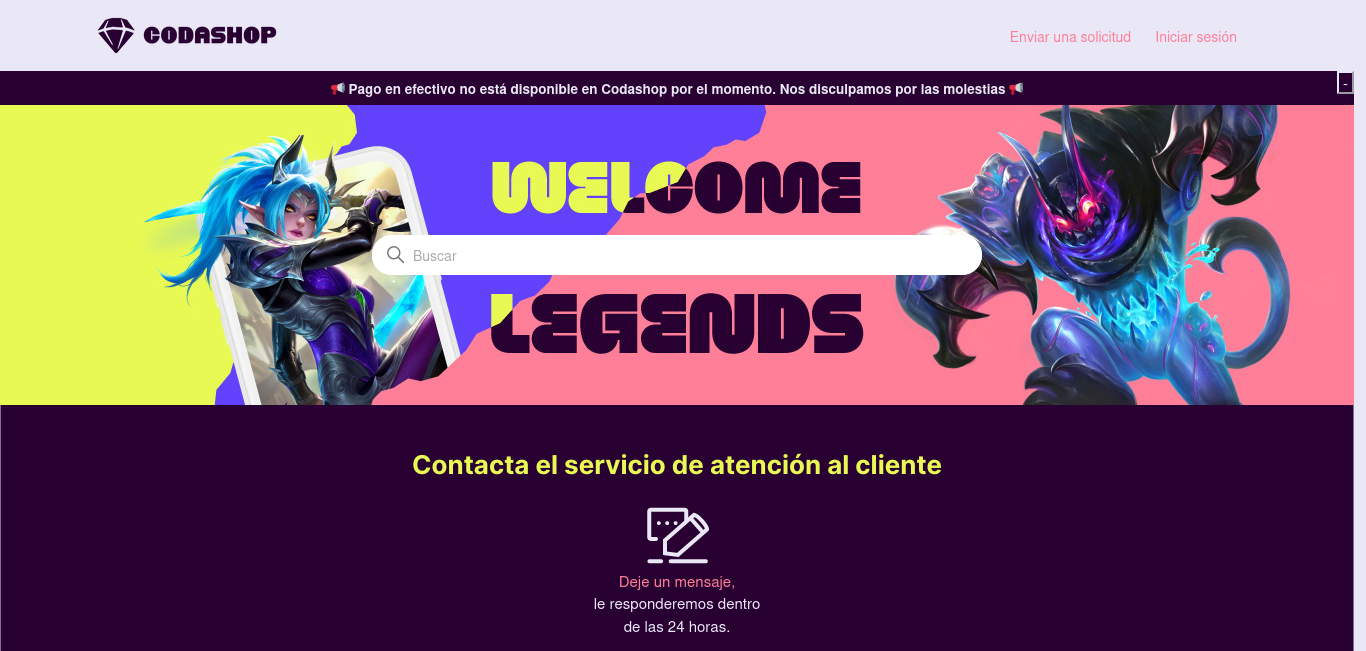 CODASHOP
Enviar una solicitud
Iniciar sesión
Pago en efectivo no está disponible en Codashop por el momento. Nos disculpamos por las molestias
-
WELCOME
Buscar
LEGENDS
Contacta el servicio de atención al cliente
Deje un mensaje,
le responderemos dentro
de las 24 horas.